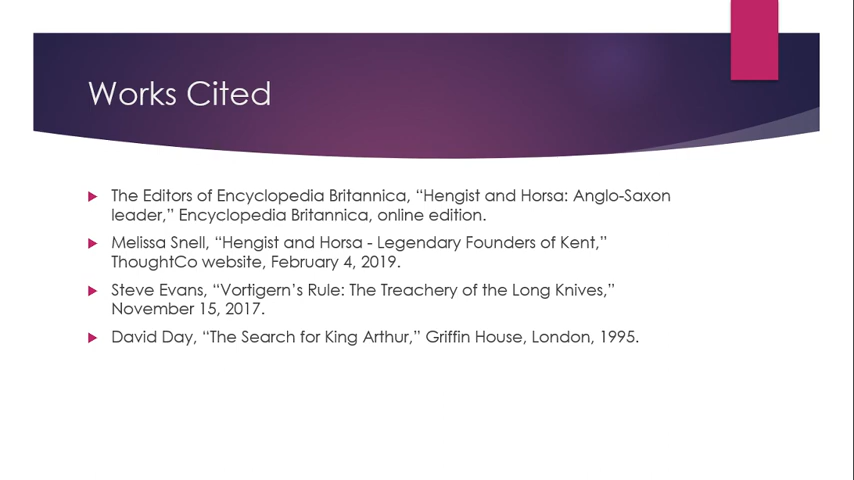 Works Cited
The Editors of Encyclopedia Britannica, “Hengist and Horsa: Anglo-Saxon
leader,” Encyclopedia Britannica, online edition.
Melissa Snell, “Hengist and Horsa - Legendary Founders of Kent,”
ThoughtCo website, February 4, 2019.
Steve Evans, “Vortigern’s Rule: The Treachery of the Long Knives,”
November 15, 2017.
David Day, “The Search for King Arthur,” Griffin House, London, 1995.